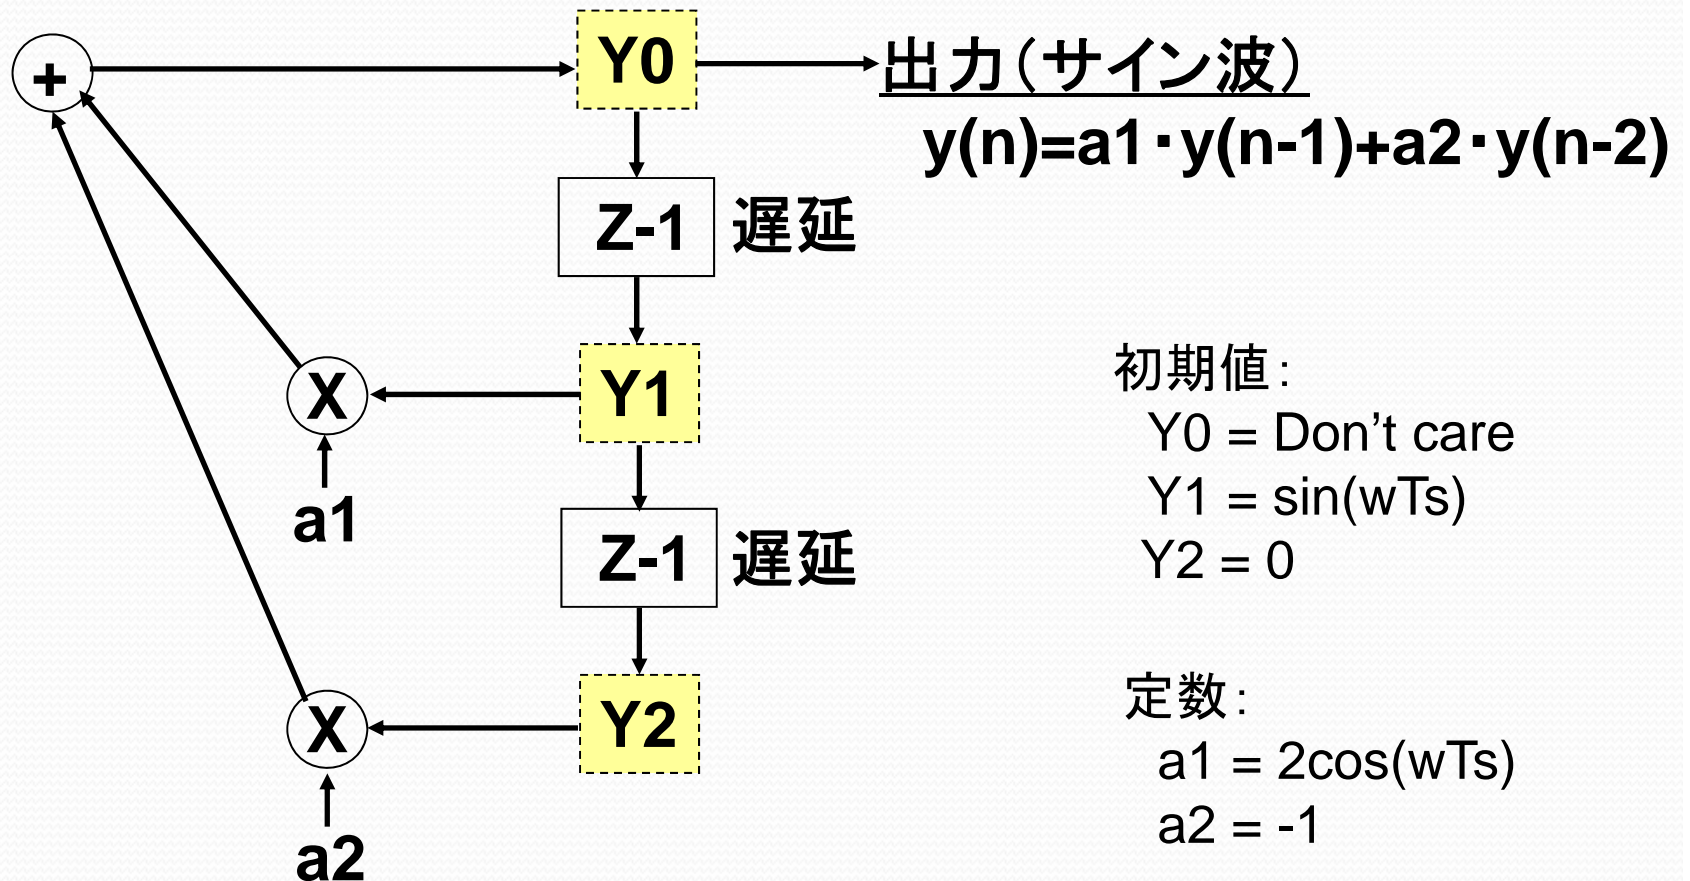 +
Y0
出力（サイン波）
y(n)=a1・y(n-1)+a2・y(n-2)
Z-1 遅延
X
Y1
a1
Z-1 遅延
X
Y2
a2
初期値：
Y0 = Don’t care
Y1 = sin(wTs)
Y2 = 0
定数：
a1 = 2cos(wTs)
a2 = -1